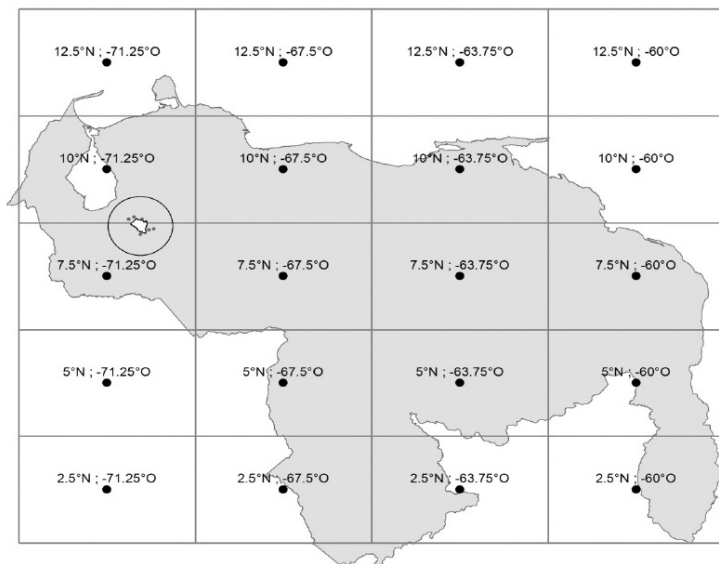 12.5°N ; -71.25°O 12.5°N ; -67.5°O 12.5°N ; -63.75°O 12.5°N ; -60°O
10°N ; -71.25°O 10°N ; -67.5°O 10°N ; -63.75°O 10°N ; -60°O
7.5°N ; -71.25°O 7.5°N ; -67.5°O 7.5°N ; -63.75°O 7.5°N ; -60°O
5°N ; -71.25°O 5°N ; -67.5°O 5°N ; -63.75°O 5°N ; -60°O
2.5°N ; -71.25°O 2.5°N ; -67.5°O 2.5°N ; -63.75°O 2.5°N ; -60°O